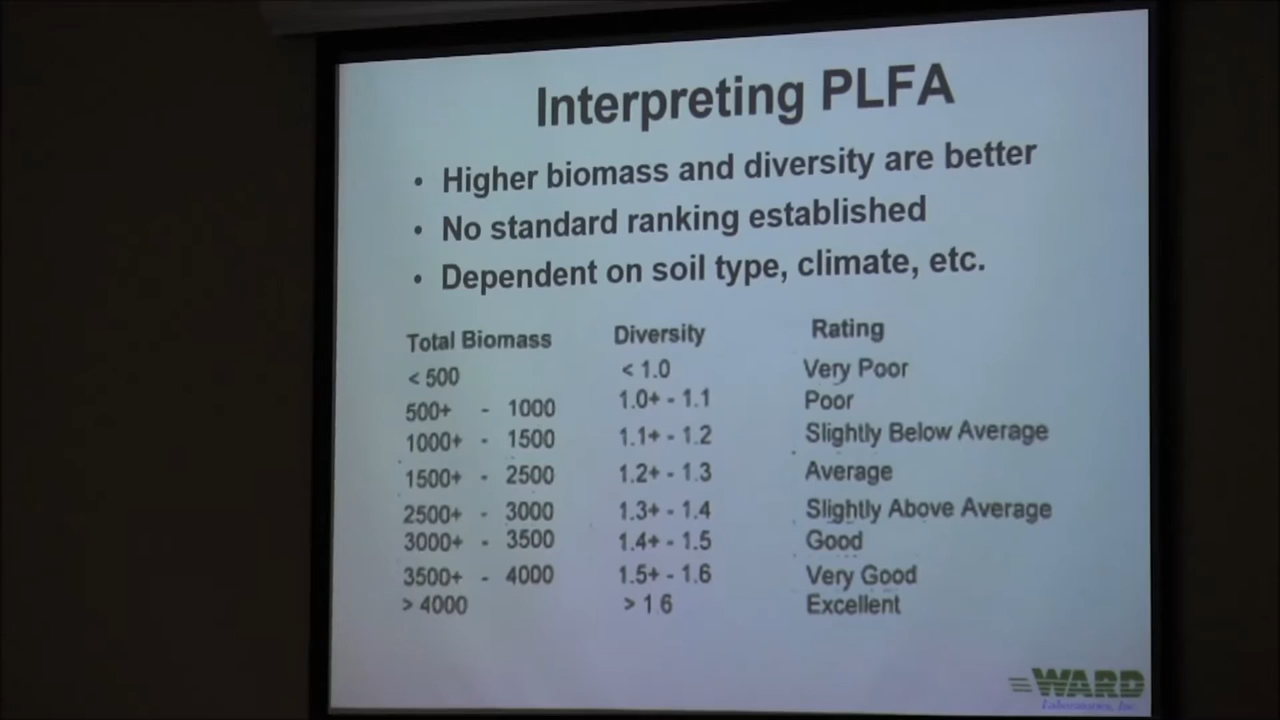 Interpreting PLFA
• Higher biomass and diversity are better
• No standard ranking established
• Dependent on soil type, climate, etc.
Total Biomass Diversity Rating
< 500 < 1.0 Very Poor
500+ - 1000 1.0+ - 1.1 Poor
1000+ - 1500 1.1+ - 1.2 Slightly Below Average
1500+ - 2500 1.2+ - 1.3 Average
2500+ - 3000 1.3+ - 1.4 Slightly Above Average
3000+ - 3500 1.4+ - 1.5 Good
3500+ - 4000 1.5+ - 1.6 Very Good
> 4000 > 1.6 Excellent
WARD
Laboratories, Inc.